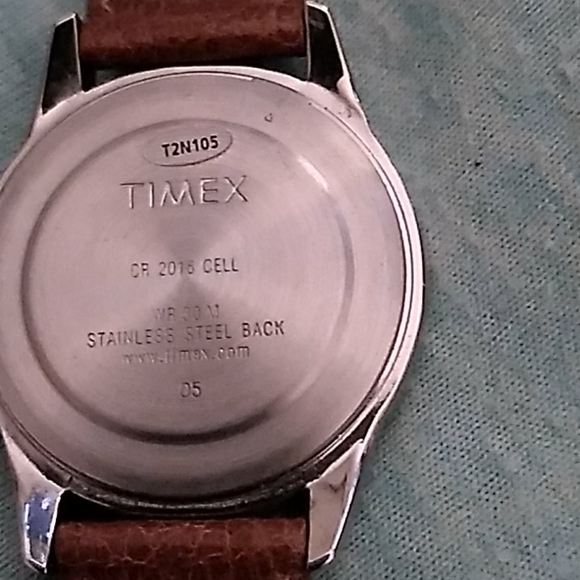 T2N105
TIMEX
CR 2016 CELL
WR 30 M
STAINLESS STEEL BACK
www.timex.com
05